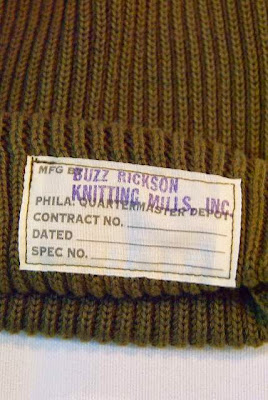 MFG BY BUZZ RICKSON
KNITTING MILLS, INC.
PHILA. QUARTERMASTER DEPOT
CONTRACT NO.
DATED
SPEC NO.